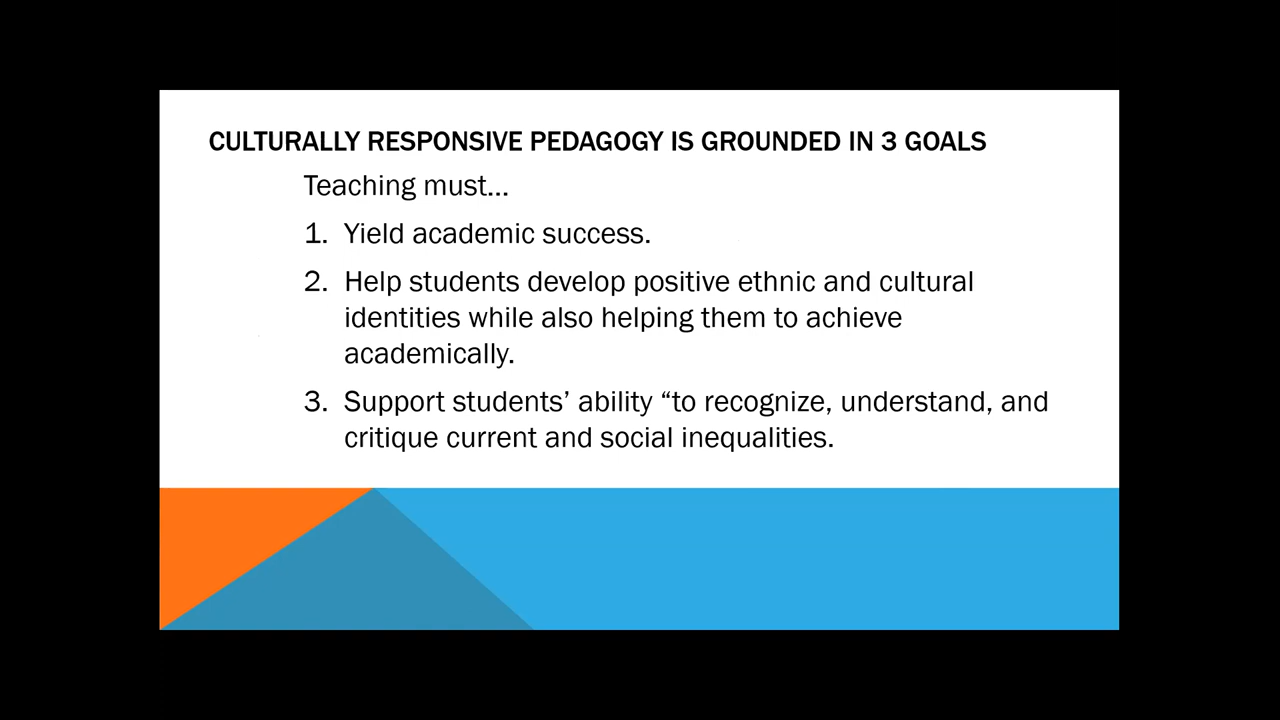 CULTURALLY RESPONSIVE PEDAGOGY IS GROUNDED IN 3 GOALS
Teaching must…
1. Yield academic success.
2. Help students develop positive ethnic and cultural
identities while also helping them to achieve
academically.
3. Support students’ ability “to recognize, understand, and
critique current and social inequalities.